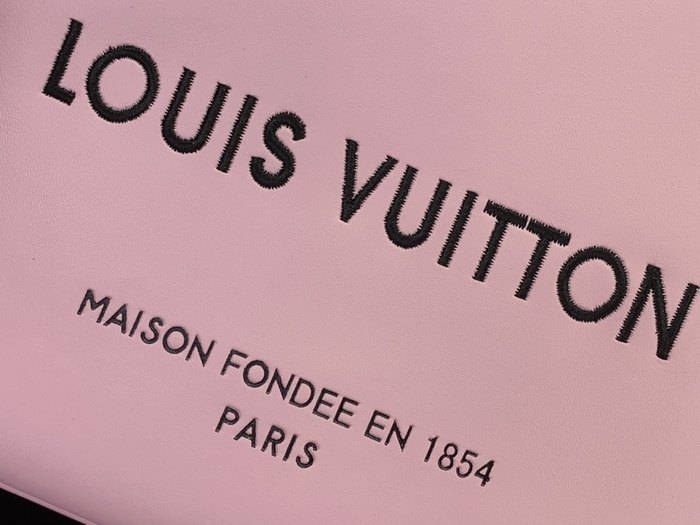 LOUIS VUITTON
MAISON FONDEE EN 1854
PARIS